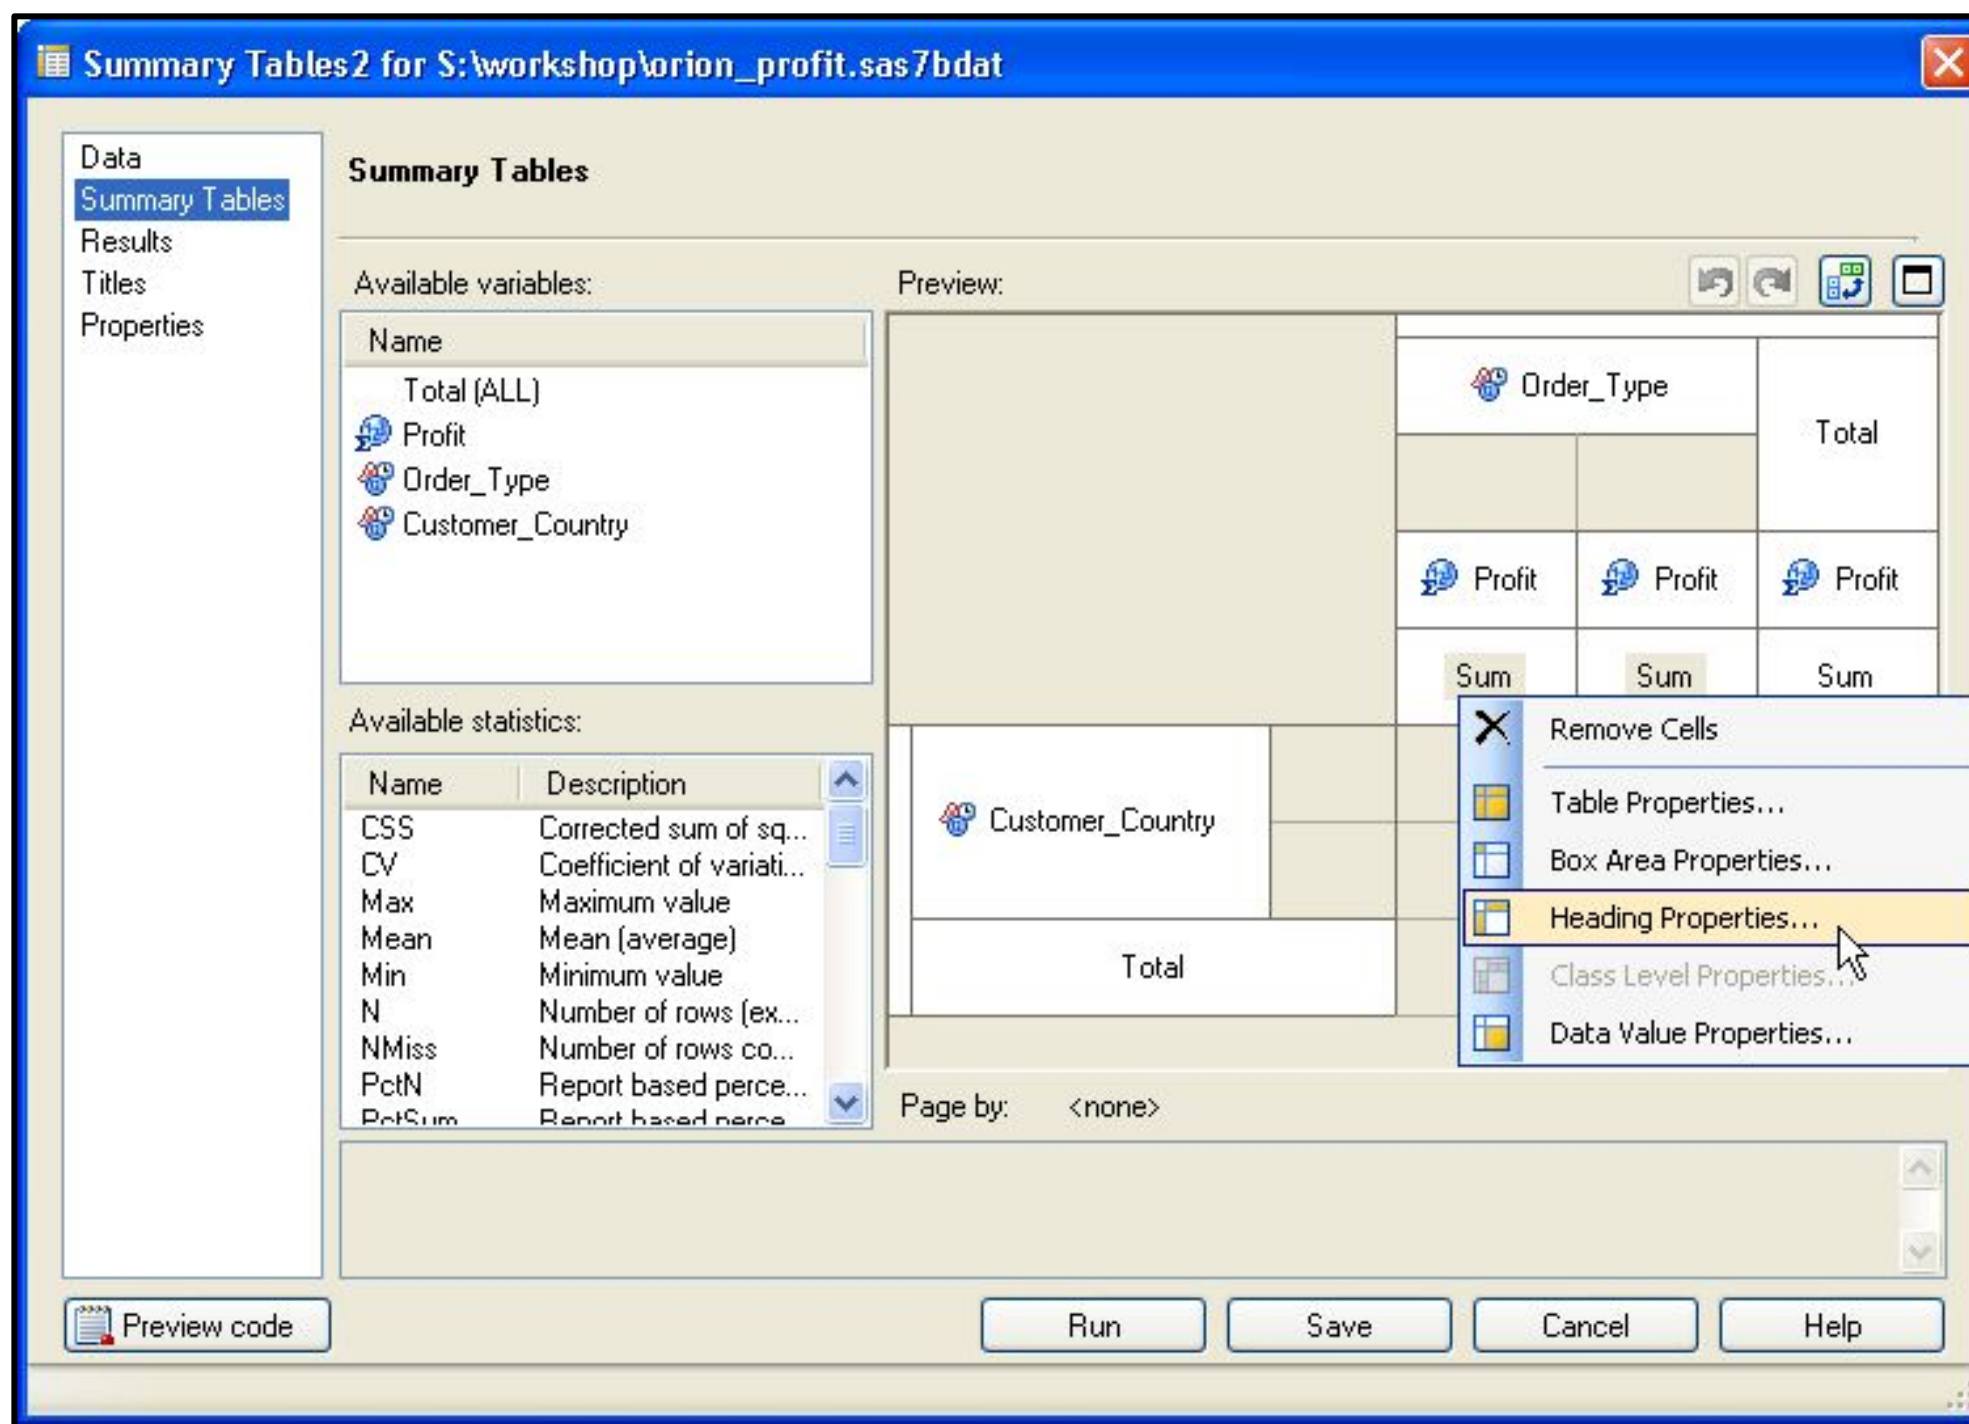 Summary Tables2 for S:\workshop\orion_profit.sas7bdat
Data
Summary Tables
Results
Titles
Properties
Summary Tables
Available variables:
Name
Total (ALL)
Profit
Order_Type
Customer_Country
Available statistics:
Name Description
CSS Corrected sum of sq...
CV Coefficient of variati...
Max Maximum value
Mean Mean (average)
Min Minimum value
N Number of rows (ex...
NMiss Number of rows co...
PctN Report based perce...
PctSum Report based perce
Preview:
Order_Type
Total
Profit Profit Profit
Sum Sum Sum
Customer_Country
Total
Remove Cells
Table Properties...
Box Area Properties...
Heading Properties...
Class Level Properties...
Data Value Properties...
Page by: <none>
Preview code
Run Save Cancel Help